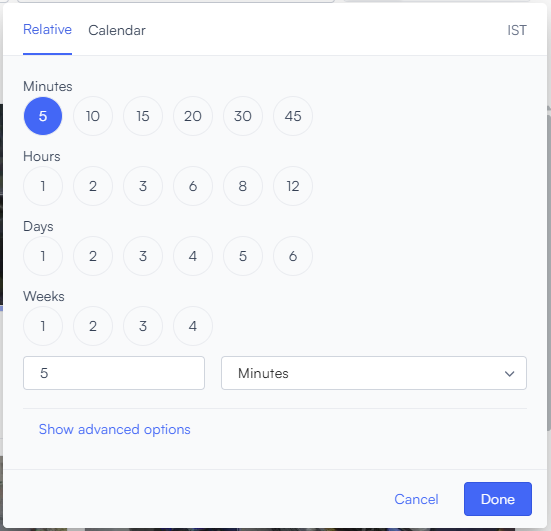 Relative Calendar IST
Minutes
5 10 15 20 30 45
Hours
1 2 3 6 8 12
Days
1 2 3 4 5 6
Weeks
1 2 3 4
5 Minutes
Show advanced options
Cancel Done